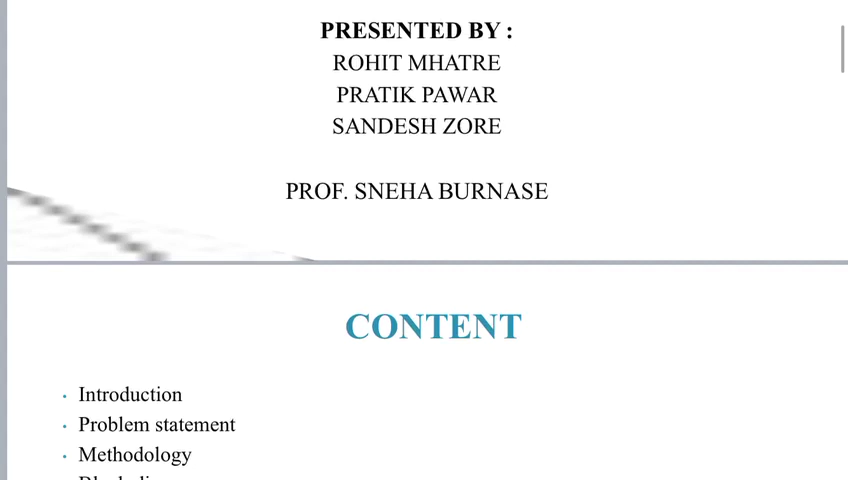 PRESENTED BY :
ROHIT MHATRE
PRATIK PAWAR
SANDESH ZORE
PROF. SNEHA BURNASE
CONTENT
• Introduction
• Problem statement
• Methodology